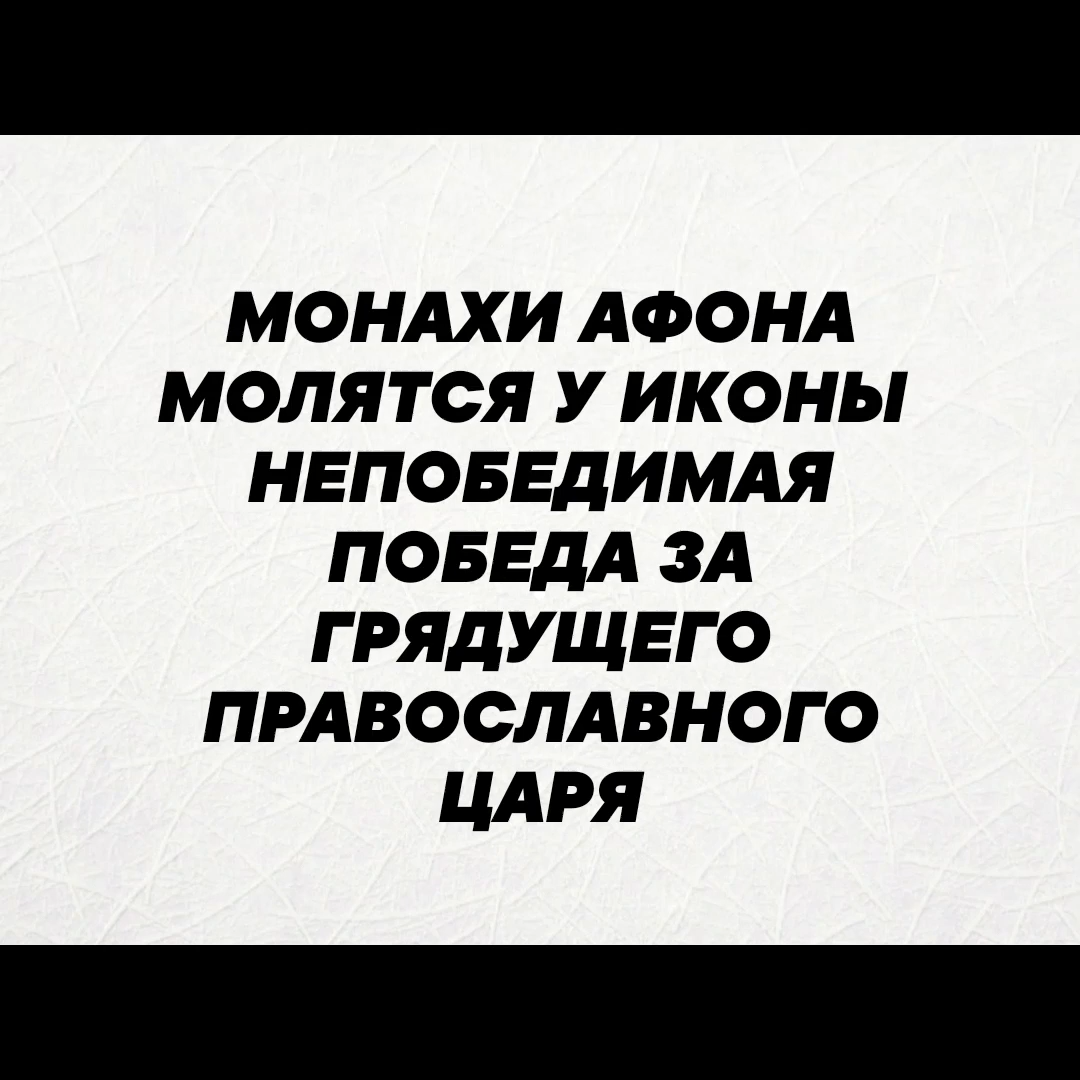 МОНАХИ АФОНА
МОЛЯТСЯ У ИКОНЫ
НЕПОБЕДИМАЯ
ПОБЕДА ЗА
ГРЯДУЩЕГО
ПРАВОСЛАВНОГО
ЦАРЯ